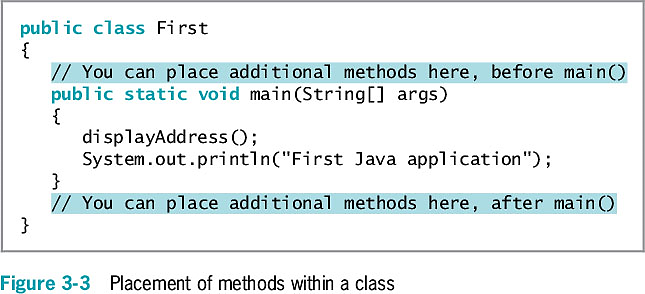 public class First
{
// You can place additional methods here, before main()
public static void main(String[] args)
{
displayAddress();
System.out.println("First Java application");
}
// You can place additional methods here, after main()
}
Figure 3-3 Placement of methods within a class